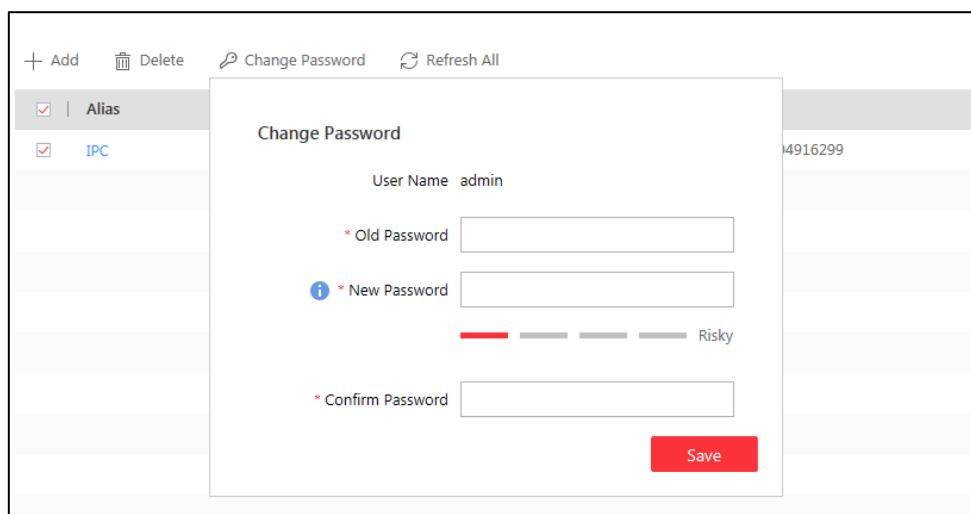 Add Delete Change Password Refresh All
Alias
Change Password
IPC
User Name admin
* Old Password
* New Password
Risky
* Confirm Password
Save